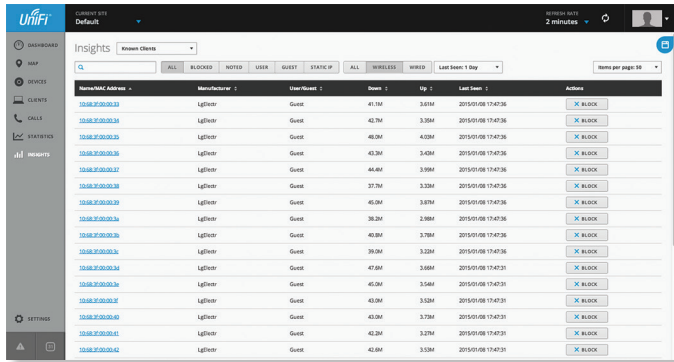 UniFi
CURRENT SITE
Default
REFRESH RATE
2 minutes
DASHBOARD
MAP
DEVICES
CLIENTS
CALLS
STATISTICS
INSIGHTS
SETTINGS
Insights Known Clients
ALL BLOCKED NOTED USER GUEST STATIC IP ALL WIRELESS WIRED Last Seen: 1 Day Items per page: 50
Name/MAC Address Manufacturer User/Guest Down Up Last Seen Actions
10:68:3f:00:00:33 LgElectr Guest 41.1M 3.61M 2015/01/08 17:47:36 BLOCK
10:68:3f:00:00:34 LgElectr Guest 42.7M 3.35M 2015/01/08 17:47:36 BLOCK
10:68:3f:00:00:35 LgElectr Guest 48.0M 4.03M 2015/01/08 17:47:36 BLOCK
10:68:3f:00:00:36 LgElectr Guest 43.3M 3.43M 2015/01/08 17:47:36 BLOCK
10:68:3f:00:00:37 LgElectr Guest 44.4M 3.99M 2015/01/08 17:47:36 BLOCK
10:68:3f:00:00:38 LgElectr Guest 37.7M 3.33M 2015/01/08 17:47:36 BLOCK
10:68:3f:00:00:39 LgElectr Guest 45.0M 3.87M 2015/01/08 17:47:36 BLOCK
10:68:3f:00:00:3a LgElectr Guest 38.2M 2.98M 2015/01/08 17:47:36 BLOCK
10:68:3f:00:00:3b LgElectr Guest 40.8M 3.78M 2015/01/08 17:47:36 BLOCK
10:68:3f:00:00:3c LgElectr Guest 39.0M 3.22M 2015/01/08 17:47:36 BLOCK
10:68:3f:00:00:3d LgElectr Guest 47.6M 3.66M 2015/01/08 17:47:31 BLOCK
10:68:3f:00:00:3e LgElectr Guest 45.0M 3.54M 2015/01/08 17:47:31 BLOCK
10:68:3f:00:00:3f LgElectr Guest 43.0M 3.52M 2015/01/08 17:47:31 BLOCK
10:68:3f:00:00:40 LgElectr Guest 43.0M 3.73M 2015/01/08 17:47:31 BLOCK
10:68:3f:00:00:41 LgElectr Guest 42.2M 3.27M 2015/01/08 17:47:31 BLOCK
10:68:3f:00:00:42 LgElectr Guest 42.6M 3.53M 2015/01/08 17:47:31 BLOCK